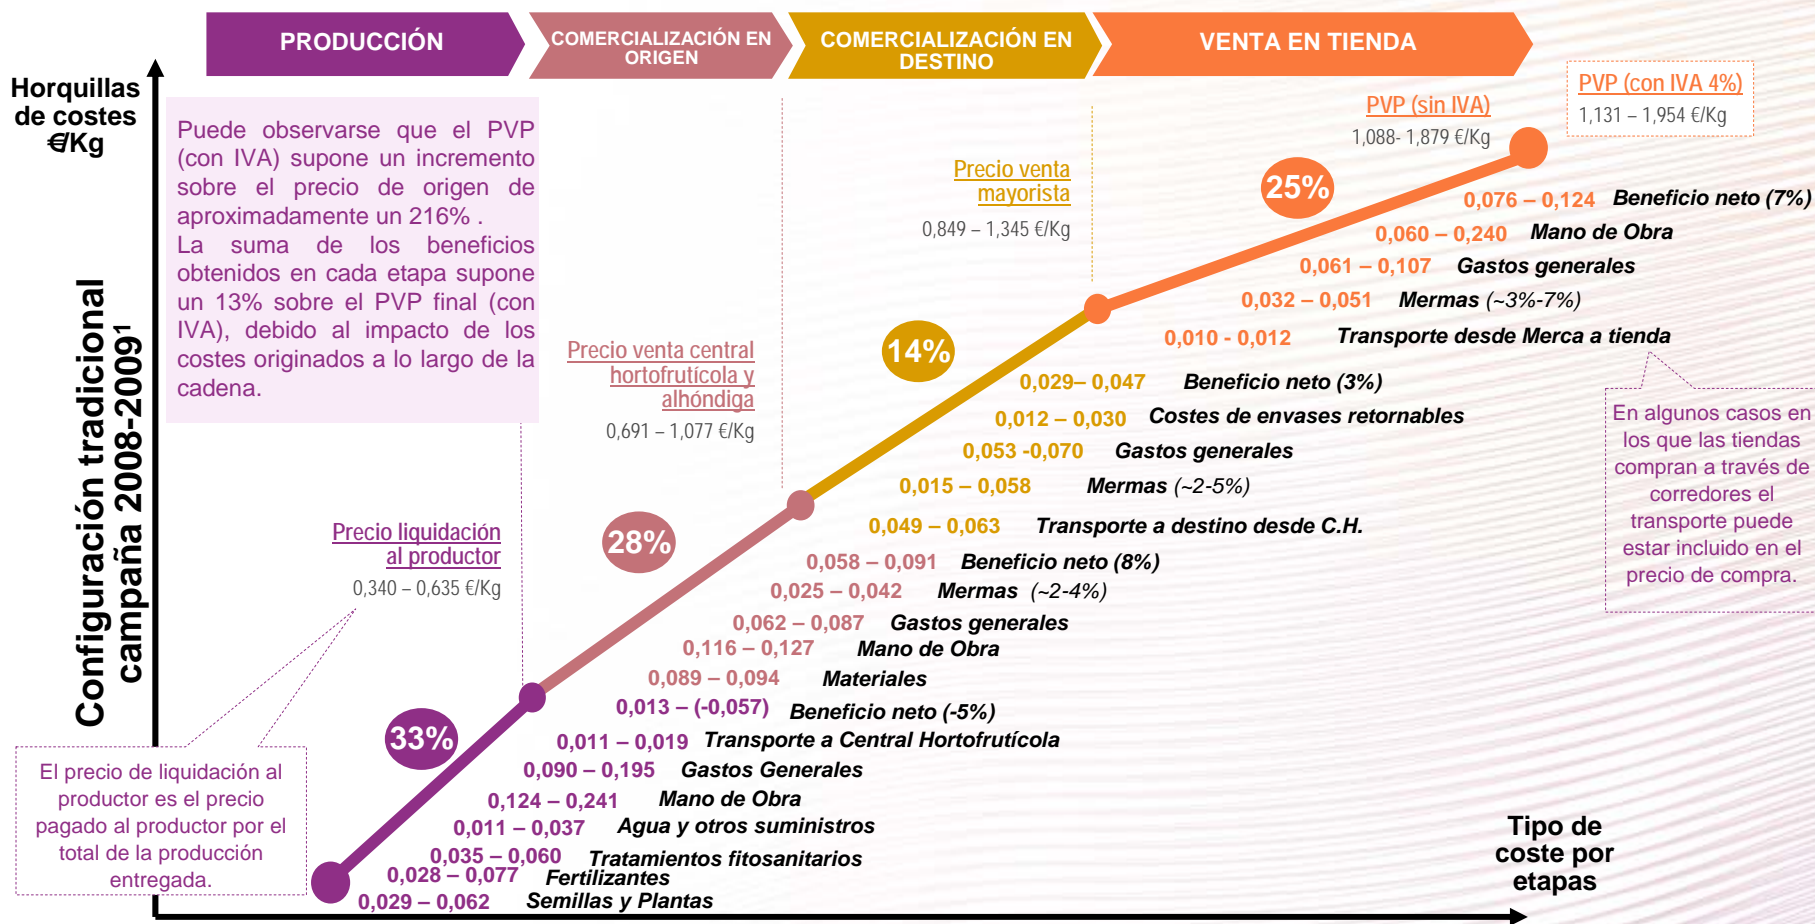 PRODUCCIÓN
COMERCIALIZACIÓN EN
ORIGEN
COMERCIALIZACIÓN EN
DESTINO
VENTA EN TIENDA
Horquillas
de costes
€/Kg
Configuración tradicional
campaña 2008-2009¹
Puede observarse que el PVP
(con IVA) supone un incremento
sobre el precio de origen de
aproximadamente un 216% .
La suma de los beneficios
obtenidos en cada etapa supone
un 13% sobre el PVP final (con
IVA), debido al impacto de los
costes originados a lo largo de la
cadena.
PVP (con IVA 4%)
1,131 – 1,954 €/Kg
PVP (sin IVA)
1,088- 1,879 €/Kg
25%
0,076 – 0,124 Beneficio neto (7%)
0,060 – 0,240 Mano de Obra
0,061 – 0,107 Gastos generales
0,032 – 0,051 Mermas (~3%-7%)
0,010 - 0,012 Transporte desde Merca a tienda
En algunos casos en
los que las tiendas
compran a través de
corredores el
transporte puede
estar incluido en el
precio de compra.
Precio venta
mayorista
0,849 – 1,345 €/Kg
14%
0,029– 0,047 Beneficio neto (3%)
0,012 – 0,030 Costes de envases retornables
0,053 -0,070 Gastos generales
0,015 – 0,058 Mermas (~2-5%)
0,049 – 0,063 Transporte a destino desde C.H.
Precio venta central
hortofrutícola y
alhóndiga
0,691 – 1,077 €/Kg
28%
0,058 – 0,091 Beneficio neto (8%)
0,025 – 0,042 Mermas (~2-4%)
0,062 – 0,087 Gastos generales
0,116 – 0,127 Mano de Obra
0,089 – 0,094 Materiales
Precio liquidación
al productor
0,340 – 0,635 €/Kg
33%
0,013 – (-0,057) Beneficio neto (-5%)
0,011 – 0,019 Transporte a Central Hortofrutícola
0,090 – 0,195 Gastos Generales
0,124 – 0,241 Mano de Obra
0,011 – 0,037 Agua y otros suministros
0,035 – 0,060 Tratamientos fitosanitarios
0,028 – 0,077 Fertilizantes
0,029 – 0,062 Semillas y Plantas
El precio de liquidación al
productor es el precio
pagado al productor por el
total de la producción
entregada.
Tipo de
coste por
etapas